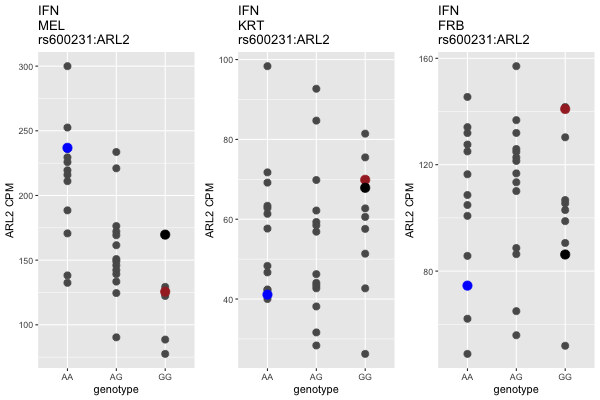 IFN
MEL
rs600231:ARL2
300
250
200
150
100
ARL2 CPM
AA
AG
GG
genotype
IFN
KRT
rs600231:ARL2
100
80
60
40
ARL2 CPM
AA
AG
GG
genotype
IFN
FRB
rs600231:ARL2
160
120
80
ARL2 CPM
AA
AG
GG
genotype